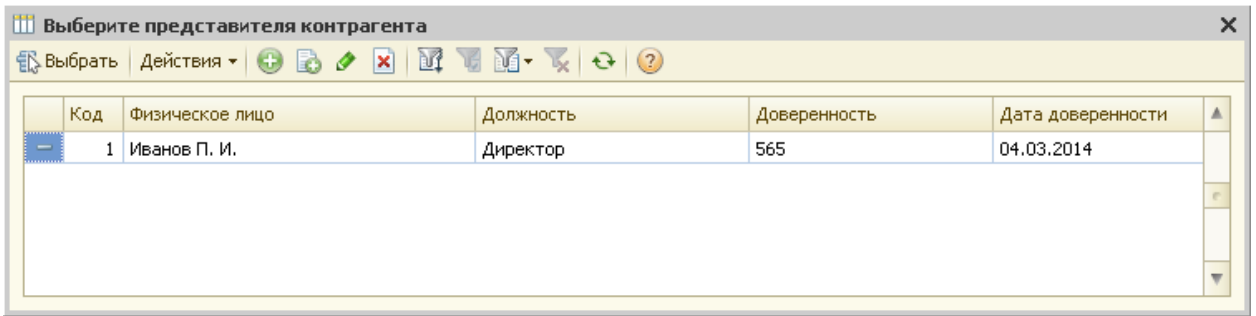 Выберите представителя контрагента
Выбрать Действия
Код Физическое лицо Должность Доверенность Дата доверенности
1 Иванов П. И. Директор 565 04.03.2014